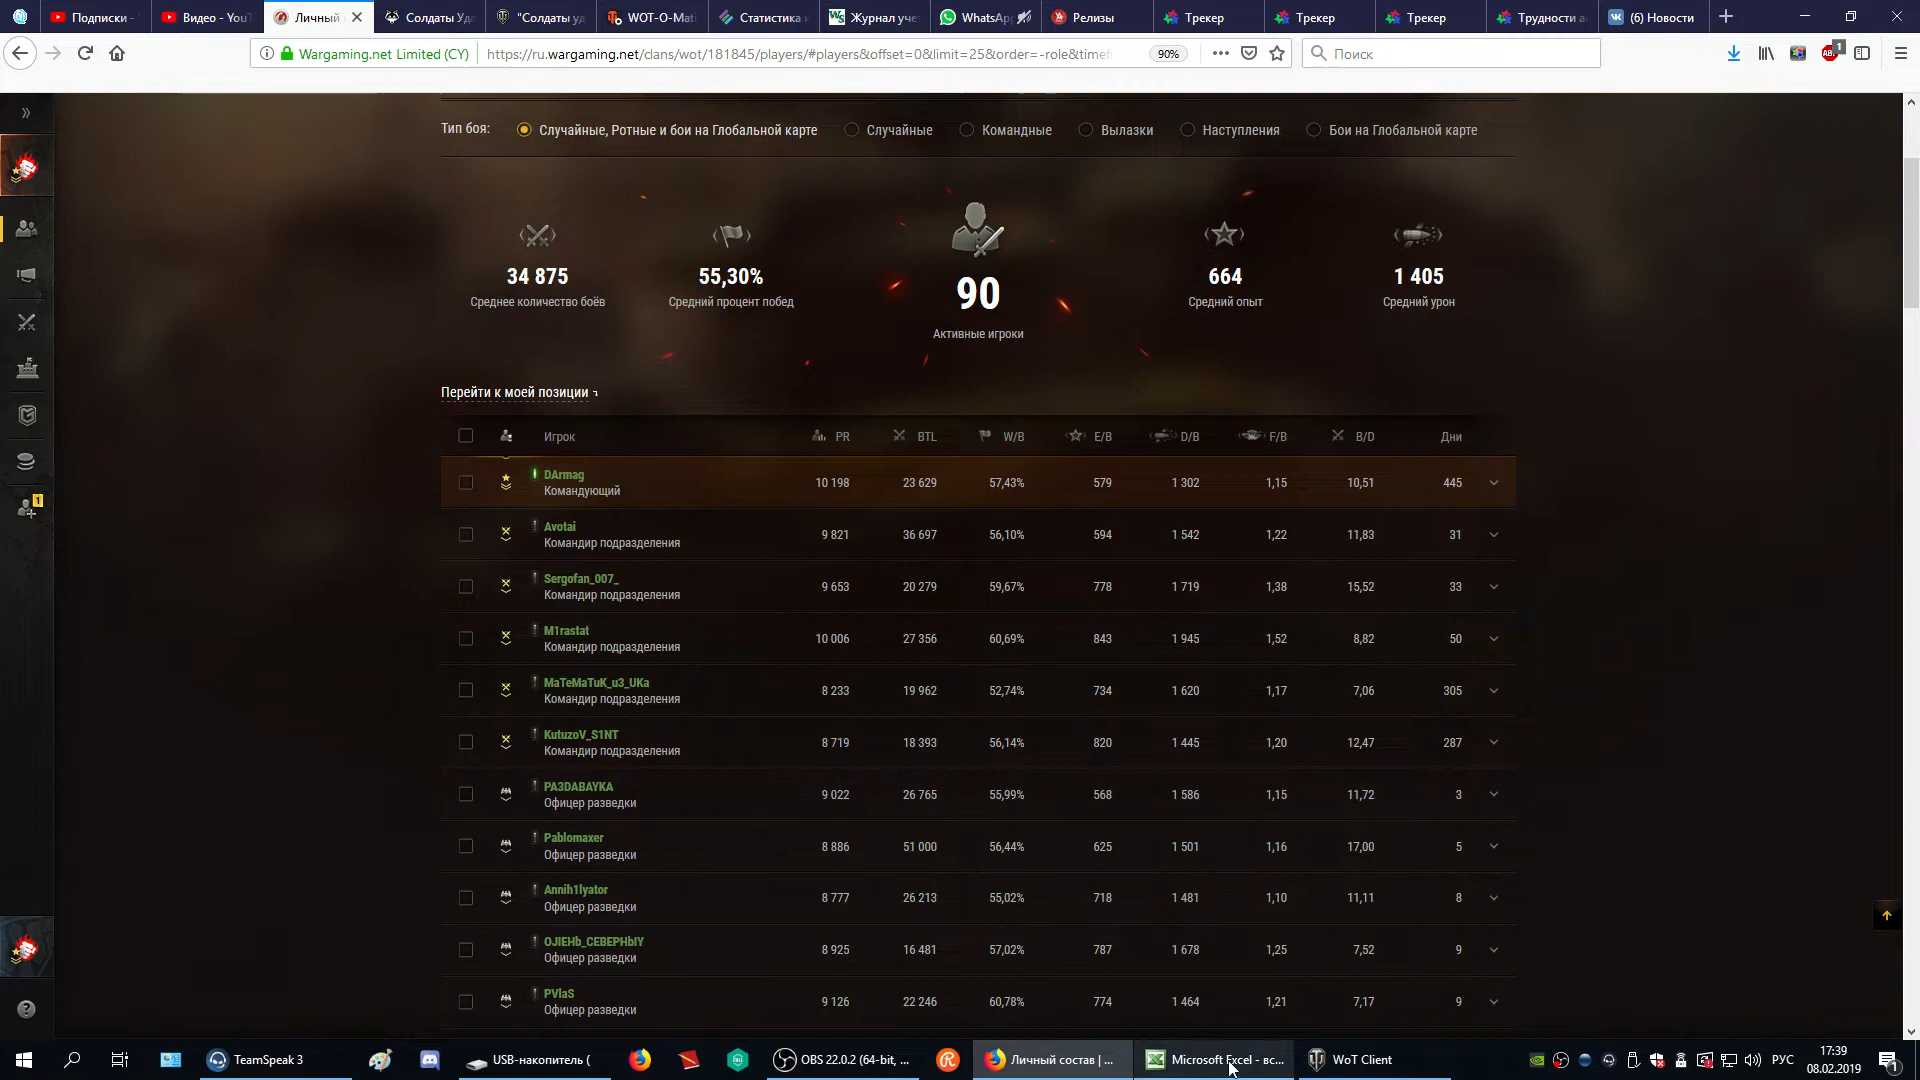 Подписки -
Видео - YouT
Личный
Солдаты Уда
"Солдаты уд
WOT-O-Mati
Статистика к
Журнал уче
WhatsAp
Релизы
Трекер
Трекер
Трекер
Трудности а
(6) Новости
Wargaming.net Limited (CY)
https://ru.wargaming.net/clans/wot/181845/players/#players&offset=0&limit=25&order=-role&timef
90%
Поиск
Тип боя:
Случайные, Ротные и бои на Глобальной карте
Случайные
Командные
Вылазки
Наступления
Бои на Глобальной карте
34 875
Среднее количество боёв
55,30%
Средний процент побед
90
Активные игроки
664
Средний опыт
1 405
Средний урон
Перейти к моей позиции
Игрок PR BTL W/B E/B D/B F/B B/D Дни
DArmag
Командующий
10 198 23 629 57,43% 579 1 302 1,15 10,51 445
Avotai
Командир подразделения
9 821 36 697 56,10% 594 1 542 1,22 11,83 31
Sergofan_007_
Командир подразделения
9 653 20 279 59,67% 778 1 719 1,38 15,52 33
M1rastat
Командир подразделения
10 006 27 356 60,69% 843 1 945 1,52 8,82 50
MaTeMaTuK_u3_UKa
Командир подразделения
8 233 19 962 52,74% 734 1 620 1,17 7,06 305
KutuzoV_S1NT
Командир подразделения
8 719 18 393 56,14% 820 1 445 1,20 12,47 287
PA3DABAYKA
Офицер разведки
9 022 26 765 55,99% 568 1 586 1,15 11,72 3
Pablomaxer
Офицер разведки
8 886 51 000 56,44% 625 1 501 1,16 17,00 5
Annih1lyator
Офицер разведки
8 777 26 213 55,02% 718 1 481 1,10 11,11 8
OJIEHb_CEBEPHbIY
Офицер разведки
8 925 16 481 57,02% 787 1 678 1,25 7,52 9
PVlaS
Офицер разведки
9 126 22 246 60,78% 774 1 464 1,21 7,17 9
TeamSpeak 3
USB-накопитель (
OBS 22.0.2 (64-bit, ...
Личный состав | ...
Microsoft Excel - вс...
WoT Client
РУС
17:39
08.02.2019